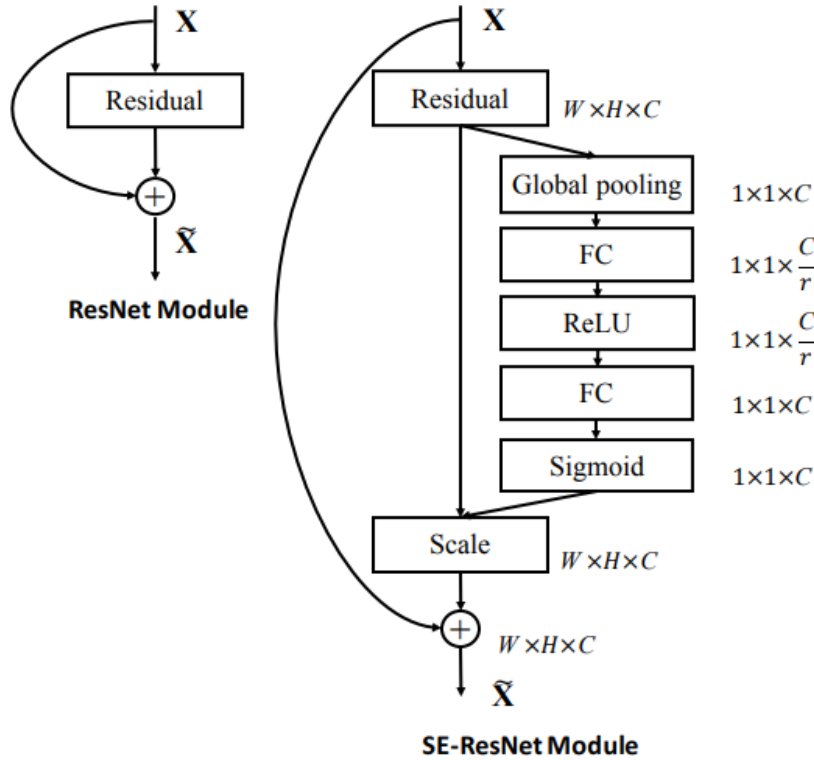 X
Residual
+
X̃
ResNet Module
X
Residual
W×H×C
Global pooling
1×1×C
FC
1×1×C/r
ReLU
1×1×C/r
FC
1×1×C
Sigmoid
1×1×C
Scale
W×H×C
+
W×H×C
X̃
SE-ResNet Module